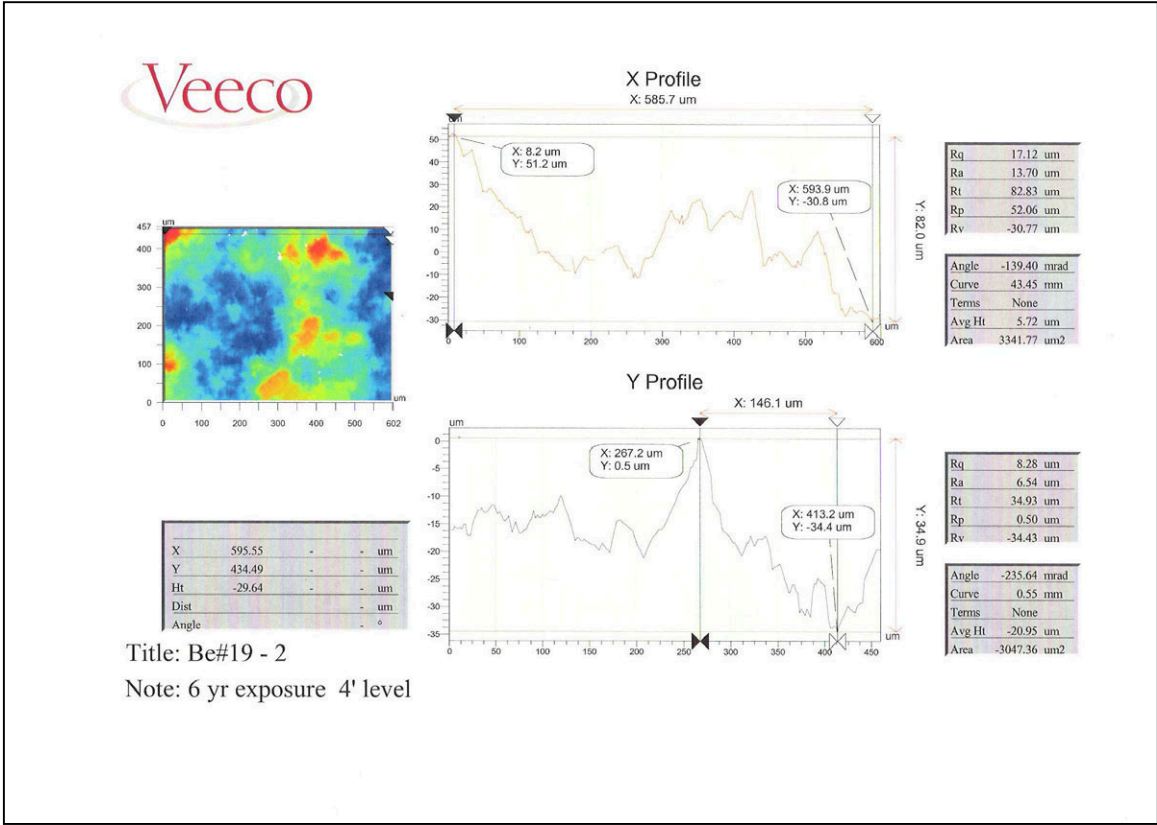 Veeco
X Profile
X: 585.7 um
um
50
40
30
20
10
0
-10
-20
-30
X: 8.2 um
Y: 51.2 um
X: 593.9 um
Y: -30.8 um
Y: 82.0 um
0 100 200 300 400 500 600
um
Rq 17.12 um
Ra 13.70 um
Rt 82.83 um
Rp 52.06 um
Rv -30.77 um
Angle -139.40 mrad
Curve 43.45 mm
Terms None
Avg Ht 5.72 um
Area 3341.77 um2
um
457
400
300
200
100
0
um
0 100 200 300 400 500 602
Y Profile
X: 146.1 um
um
0
-5
-10
-15
-20
-25
-30
-35
X: 267.2 um
Y: 0.5 um
X: 413.2 um
Y: -34.4 um
Y: 34.9 um
um
0 50 100 150 200 250 300 350 400 450
Rq 8.28 um
Ra 6.54 um
Rt 34.93 um
Rp 0.50 um
Rv -34.43 um
Angle -235.64 mrad
Curve 0.55 mm
Terms None
Avg Ht -20.95 um
Area -3047.36 um2
X 595.55 - - um
Y 434.49 - - um
Ht -29.64 - - um
Dist - um
Angle - °
Title: Be#19 - 2
Note: 6 yr exposure 4' level